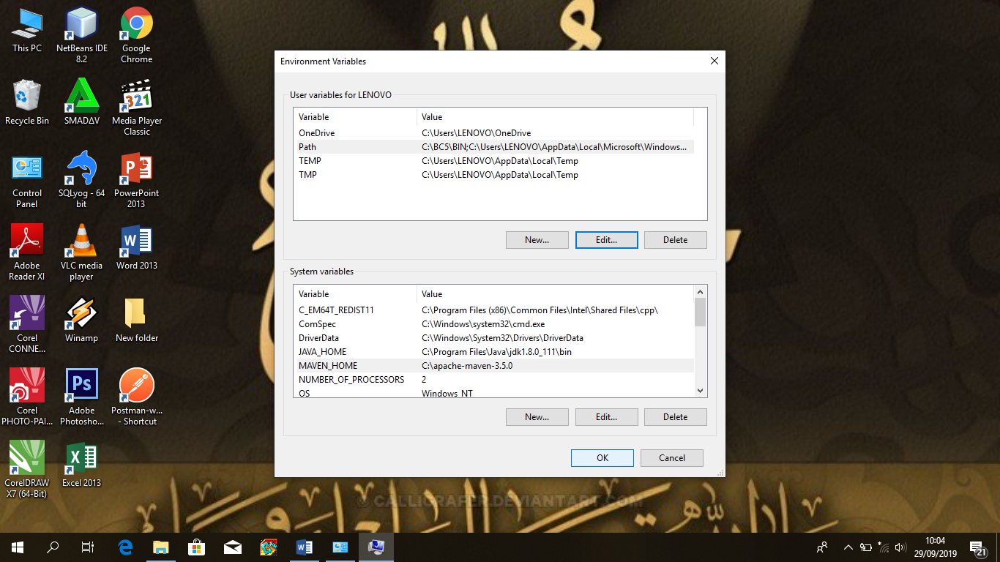 This PC
NetBeans IDE
8.2
Google
Chrome
Recycle Bin
SMADΔV
Media Player
Classic
321
Control
Panel
SQLyog - 64
bit
PowerPoint
2013
Adobe
Reader XI
VLC media
player
Word 2013
Corel
CONNE...
Winamp
New folder
Corel
PHOTO-PAI...
Ps
Adobe
Photosho...
Postman-w...
- Shortcut
CorelDRAW
X7 (64-Bit)
Excel 2013
Environment Variables
User variables for LENOVO
Variable Value
OneDrive C:\Users\LENOVO\OneDrive
Path C:\BC5\BIN;C:\Users\LENOVO\AppData\Local\Microsoft\Windows...
TEMP C:\Users\LENOVO\AppData\Local\Temp
TMP C:\Users\LENOVO\AppData\Local\Temp
New... Edit... Delete
System variables
Variable Value
C_EM64T_REDIST11 C:\Program Files (x86)\Common Files\Intel\Shared Files\cpp\
ComSpec C:\Windows\system32\cmd.exe
DriverData C:\Windows\System32\Drivers\DriverData
JAVA_HOME C:\Program Files\Java\jdk1.8.0_111\bin
MAVEN_HOME C:\apache-maven-3.5.0
NUMBER_OF_PROCESSORS 2
OS Windows_NT
New... Edit... Delete
OK Cancel
© CALLIGRAFER.DEVIANTART.COM
10:04
29/09/2019
21